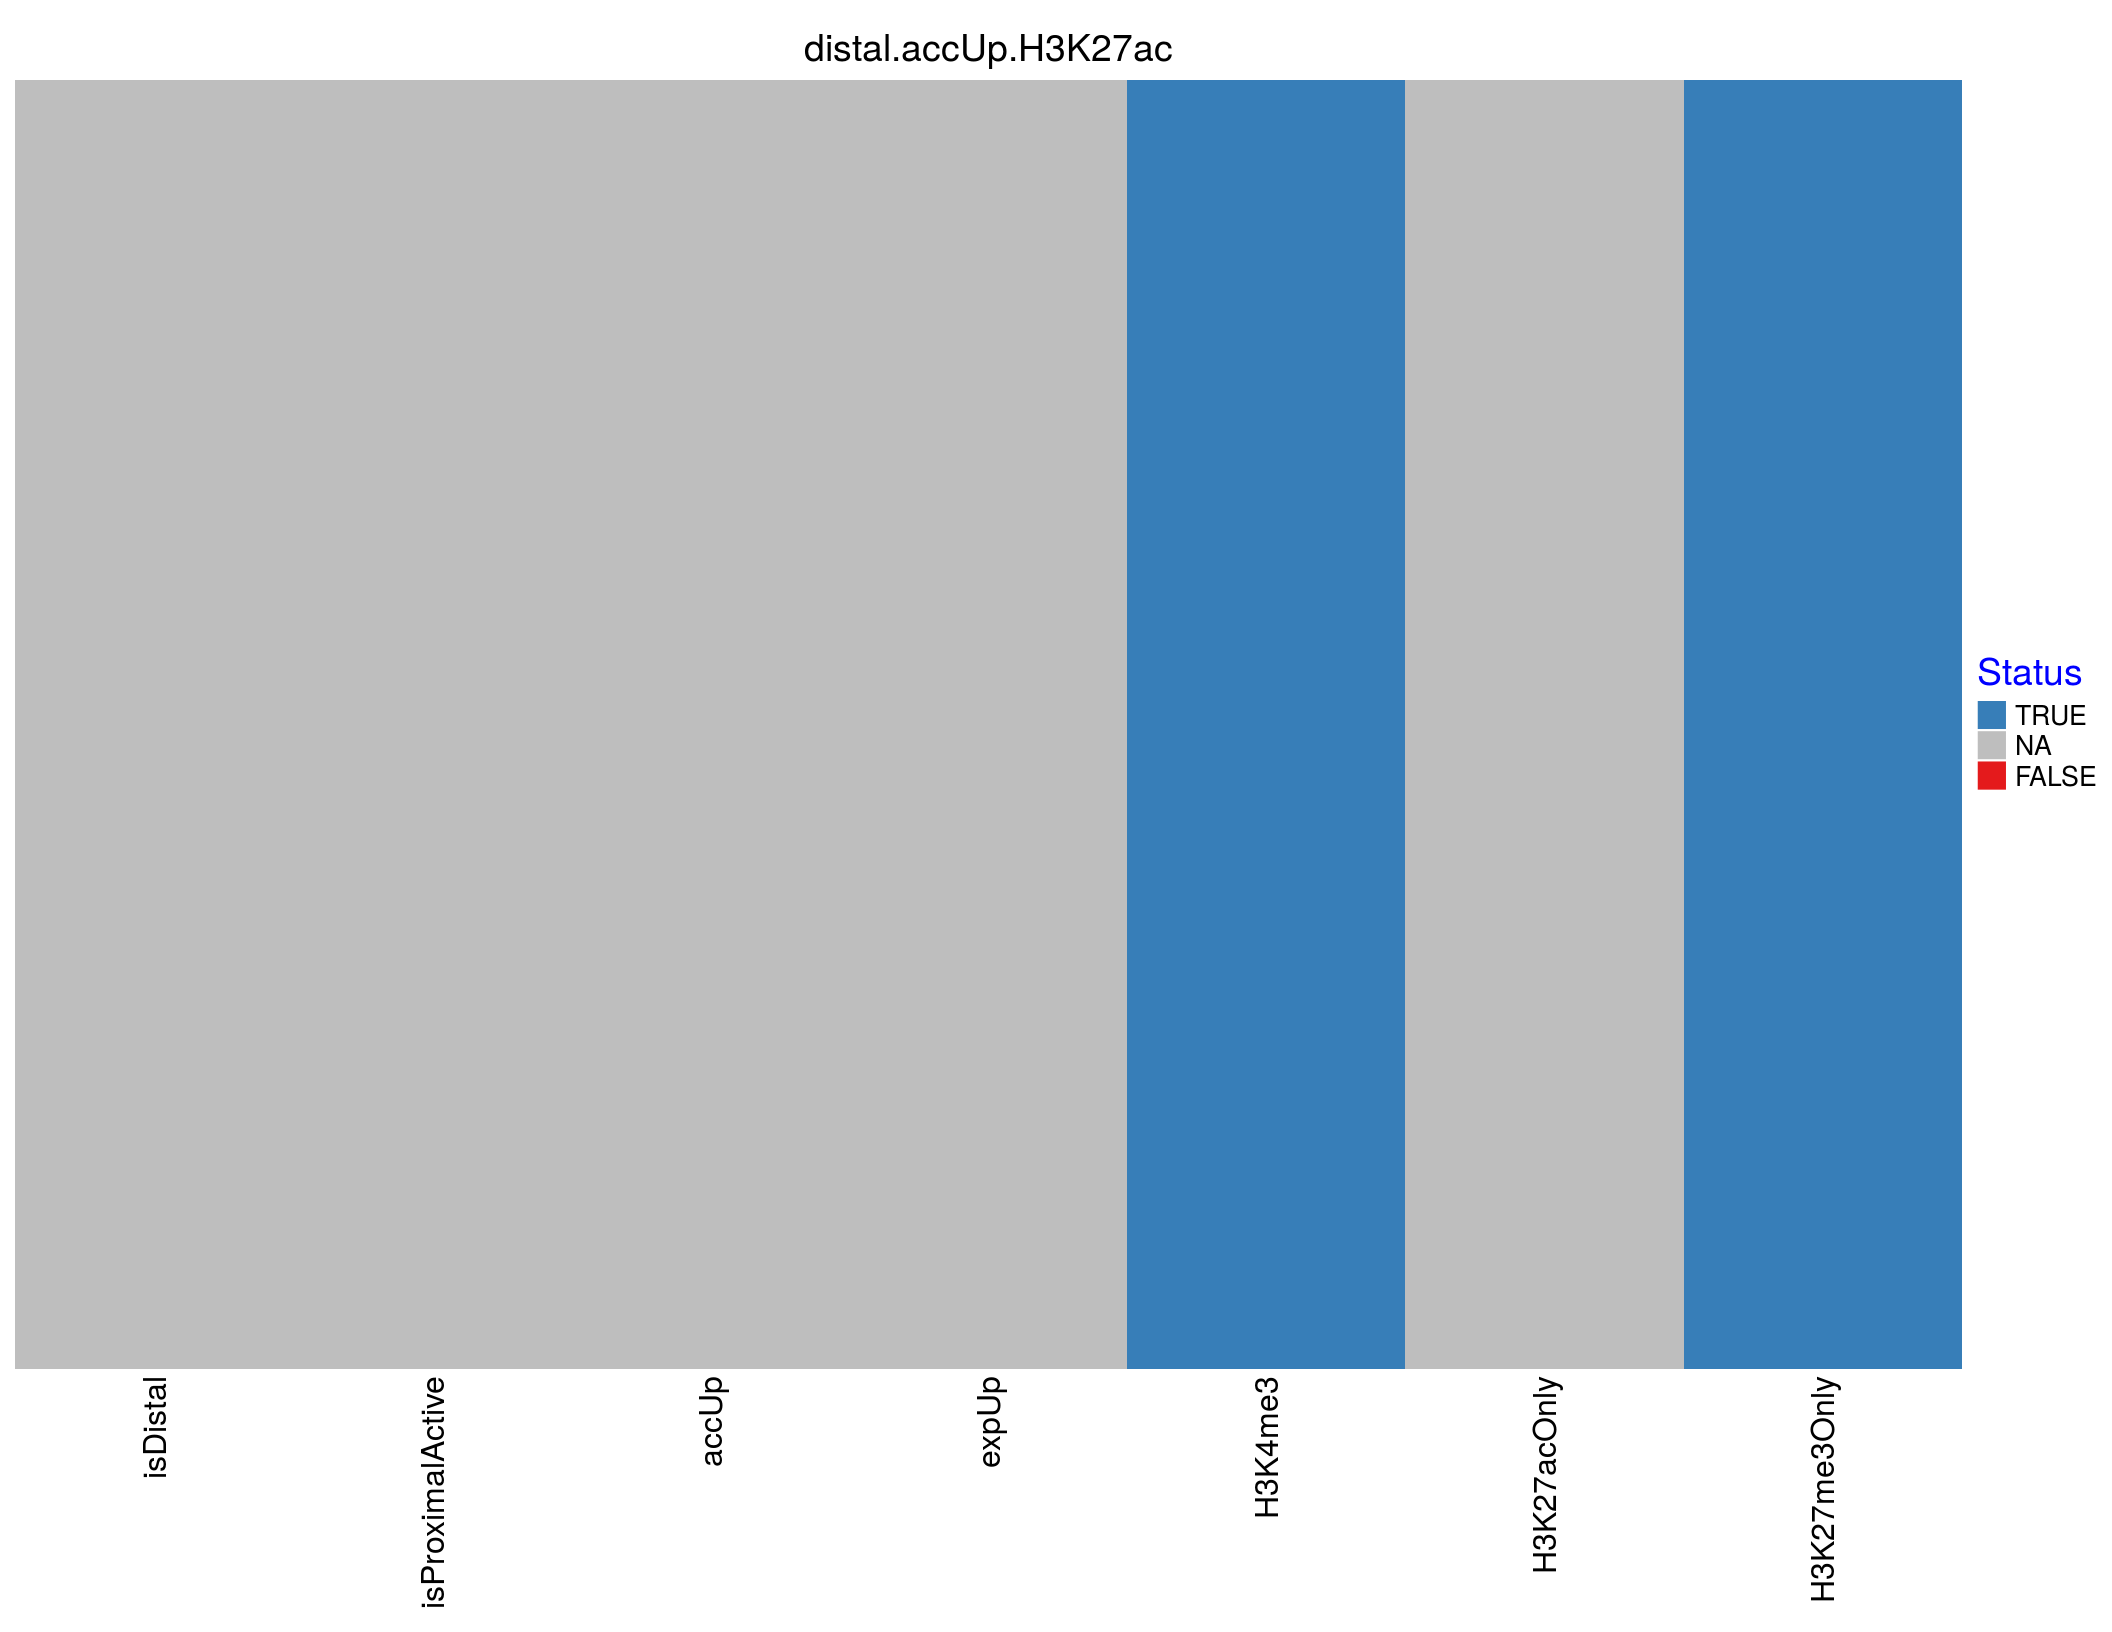 distal.accUp.H3K27ac
Status
TRUE
NA
FALSE
isDistal
isProximalActive
accUp
expUp
H3K4me3
H3K27acOnly
H3K27me3Only